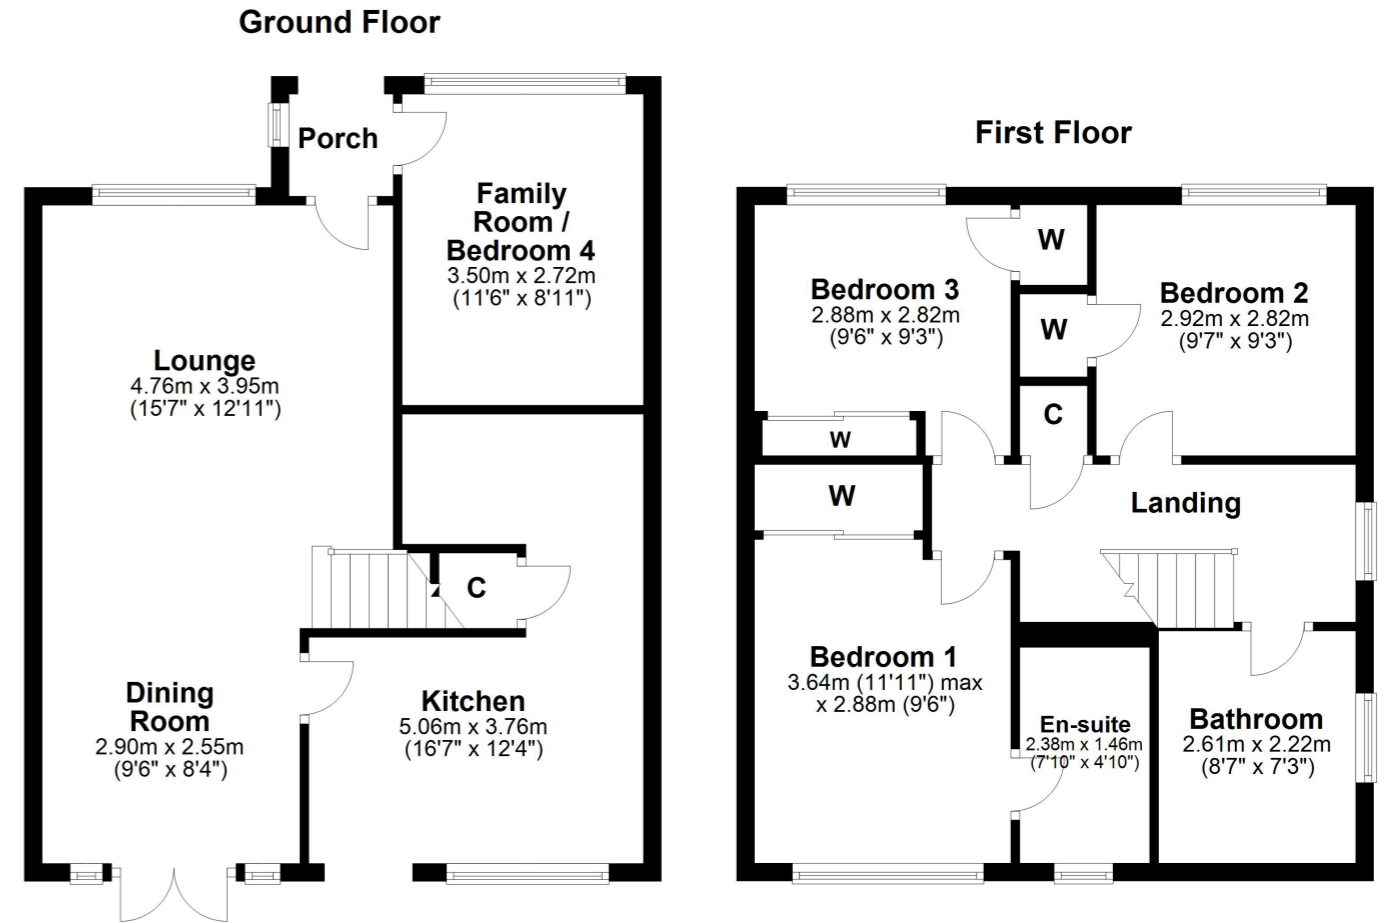 Ground Floor
Porch
Family
Room /
Bedroom 4
3.50m x 2.72m
(11'6" x 8'11")
Lounge
4.76m x 3.95m
(15'7" x 12'11")
C
Dining
Room
2.90m x 2.55m
(9'6" x 8'4")
Kitchen
5.06m x 3.76m
(16'7" x 12'4")
First Floor
W
Bedroom 3
2.88m x 2.82m
(9'6" x 9'3")
W
Bedroom 2
2.92m x 2.82m
(9'7" x 9'3")
C
W
W
Landing
Bedroom 1
3.64m (11'11") max
x 2.88m (9'6")
En-suite
2.38m x 1.46m
(7'10" x 4'10")
Bathroom
2.61m x 2.22m
(8'7" x 7'3")